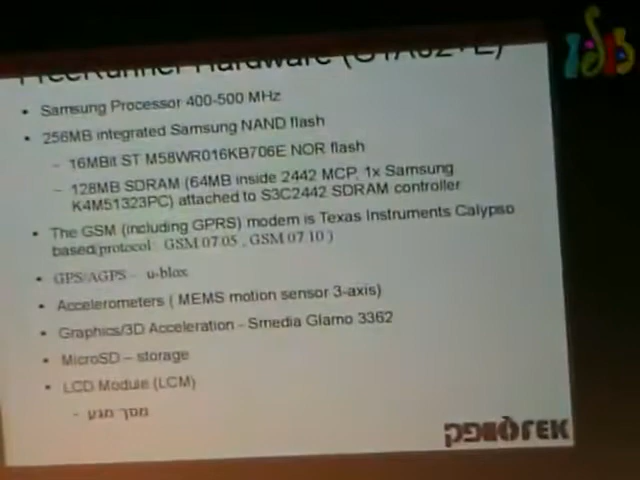 FreeRunner Hardware (GTA02+E)
• Samsung Processor 400-500 MHz
• 256MB integrated Samsung NAND flash
– 16MBit ST M58WR016KB706E NOR flash
– 128MB SDRAM (64MB inside 2442 MCP, 1x Samsung
K4M51323PC) attached to S3C2442 SDRAM controller
• The GSM (including GPRS) modem is Texas Instruments Calypso
based(protocol: GSM 07.05 , GSM 07.10 )
• GPS/AGPS – u-blox
• Accelerometers ( MEMS motion sensor 3-axis)
• Graphics/3D Acceleration - Smedia Glamo 3362
• MicroSD – storage
• LCD Module (LCM)
- מסך מגע